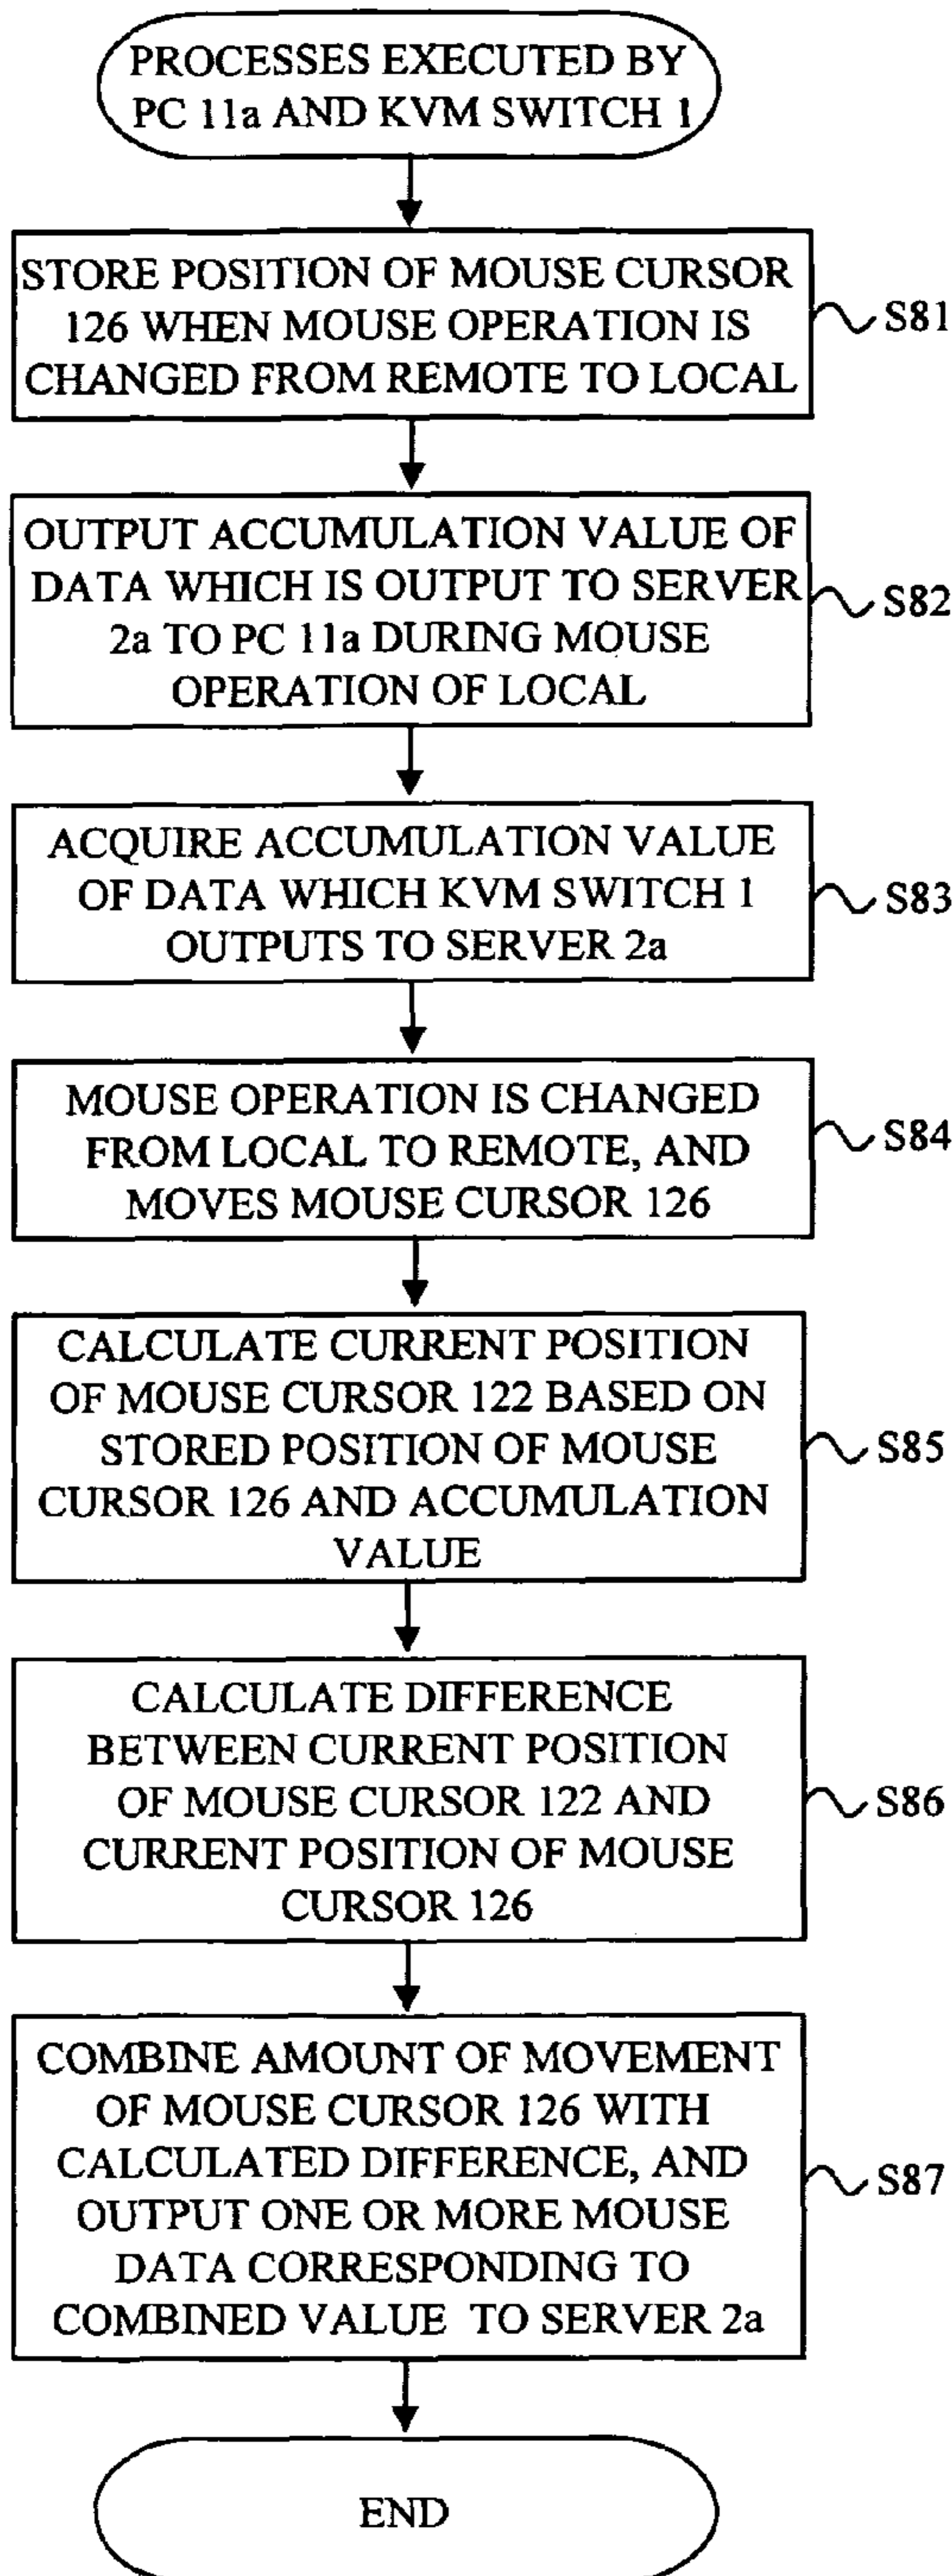 PROCESSES EXECUTED BY
PC 11a AND KVM SWITCH 1
STORE POSITION OF MOUSE CURSOR
126 WHEN MOUSE OPERATION IS
CHANGED FROM REMOTE TO LOCAL
S81
OUTPUT ACCUMULATION VALUE OF
DATA WHICH IS OUTPUT TO SERVER
2a TO PC 11a DURING MOUSE
OPERATION OF LOCAL
S82
ACQUIRE ACCUMULATION VALUE
OF DATA WHICH KVM SWITCH 1
OUTPUTS TO SERVER 2a
S83
MOUSE OPERATION IS CHANGED
FROM LOCAL TO REMOTE, AND
MOVES MOUSE CURSOR 126
S84
CALCULATE CURRENT POSITION
OF MOUSE CURSOR 122 BASED ON
STORED POSITION OF MOUSE
CURSOR 126 AND ACCUMULATION
VALUE
S85
CALCULATE DIFFERENCE
BETWEEN CURRENT POSITION
OF MOUSE CURSOR 122 AND
CURRENT POSITION OF MOUSE
CURSOR 126
S86
COMBINE AMOUNT OF MOVEMENT
OF MOUSE CURSOR 126 WITH
CALCULATED DIFFERENCE, AND
OUTPUT ONE OR MORE MOUSE
DATA CORRESPONDING TO
COMBINED VALUE TO SERVER 2a
S87
END